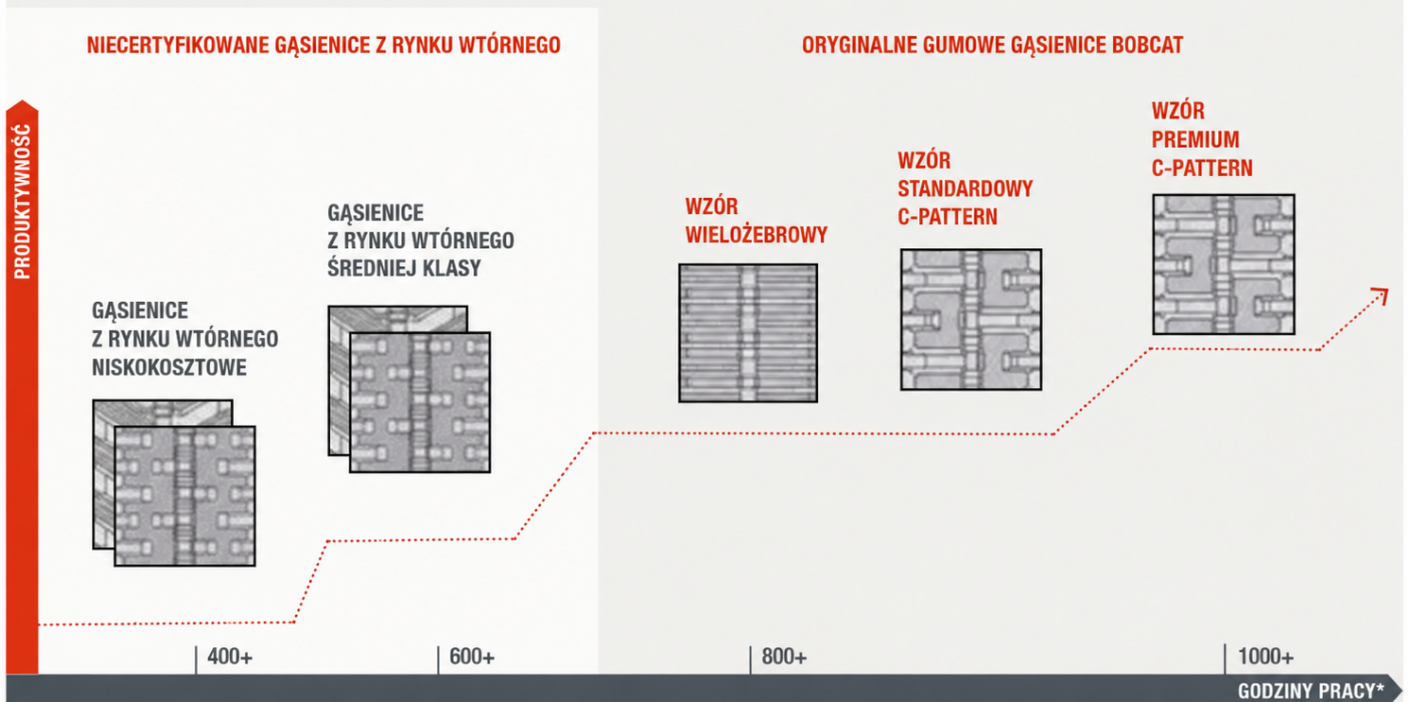 NIECERTYFIKOWANE GĄSIENICE Z RYNKU WTÓRNEGO
ORYGINALNE GUMOWE GĄSIENICE BOBCAT
PRODUKTYWNOŚĆ
GĄSIENICE
Z RYNKU WTÓRNEGO
NISKOKOSZTOWE
GĄSIENICE
Z RYNKU WTÓRNEGO
ŚREDNIEJ KLASY
WZÓR
WIELOŻEBROWY
WZÓR
STANDARDOWY
C-PATTERN
WZÓR
PREMIUM
C-PATTERN
400+
600+
800+
1000+
GODZINY PRACY*